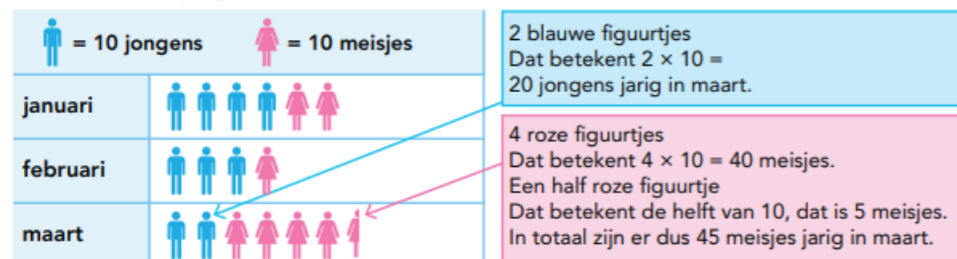 = 10 jongens
= 10 meisjes
januari
februari
maart
2 blauwe figuurtjes
Dat betekent 2 × 10 =
20 jongens jarig in maart.
4 roze figuurtjes
Dat betekent 4 × 10 = 40 meisjes.
Een half roze figuurtje
Dat betekent de helft van 10, dat is 5 meisjes.
In totaal zijn er dus 45 meisjes jarig in maart.